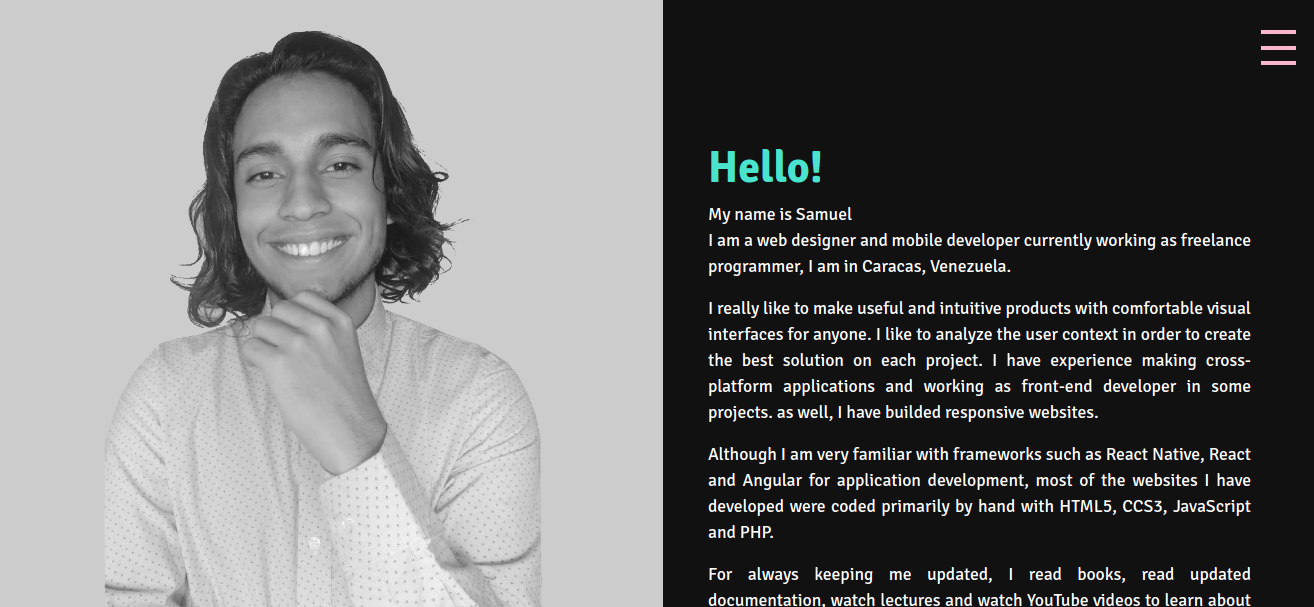 Hello!
My name is Samuel
I am a web designer and mobile developer currently working as freelance
programmer, I am in Caracas, Venezuela.
I really like to make useful and intuitive products with comfortable visual
interfaces for anyone. I like to analyze the user context in order to create
the best solution on each project. I have experience making cross-
platform applications and working as front-end developer in some
projects. as well, I have builded responsive websites.
Although I am very familiar with frameworks such as React Native, React
and Angular for application development, most of the websites I have
developed were coded primarily by hand with HTML5, CCS3, JavaScript
and PHP.
For always keeping me updated, I read books, read updated
documentation, watch lectures and watch YouTube videos to learn about